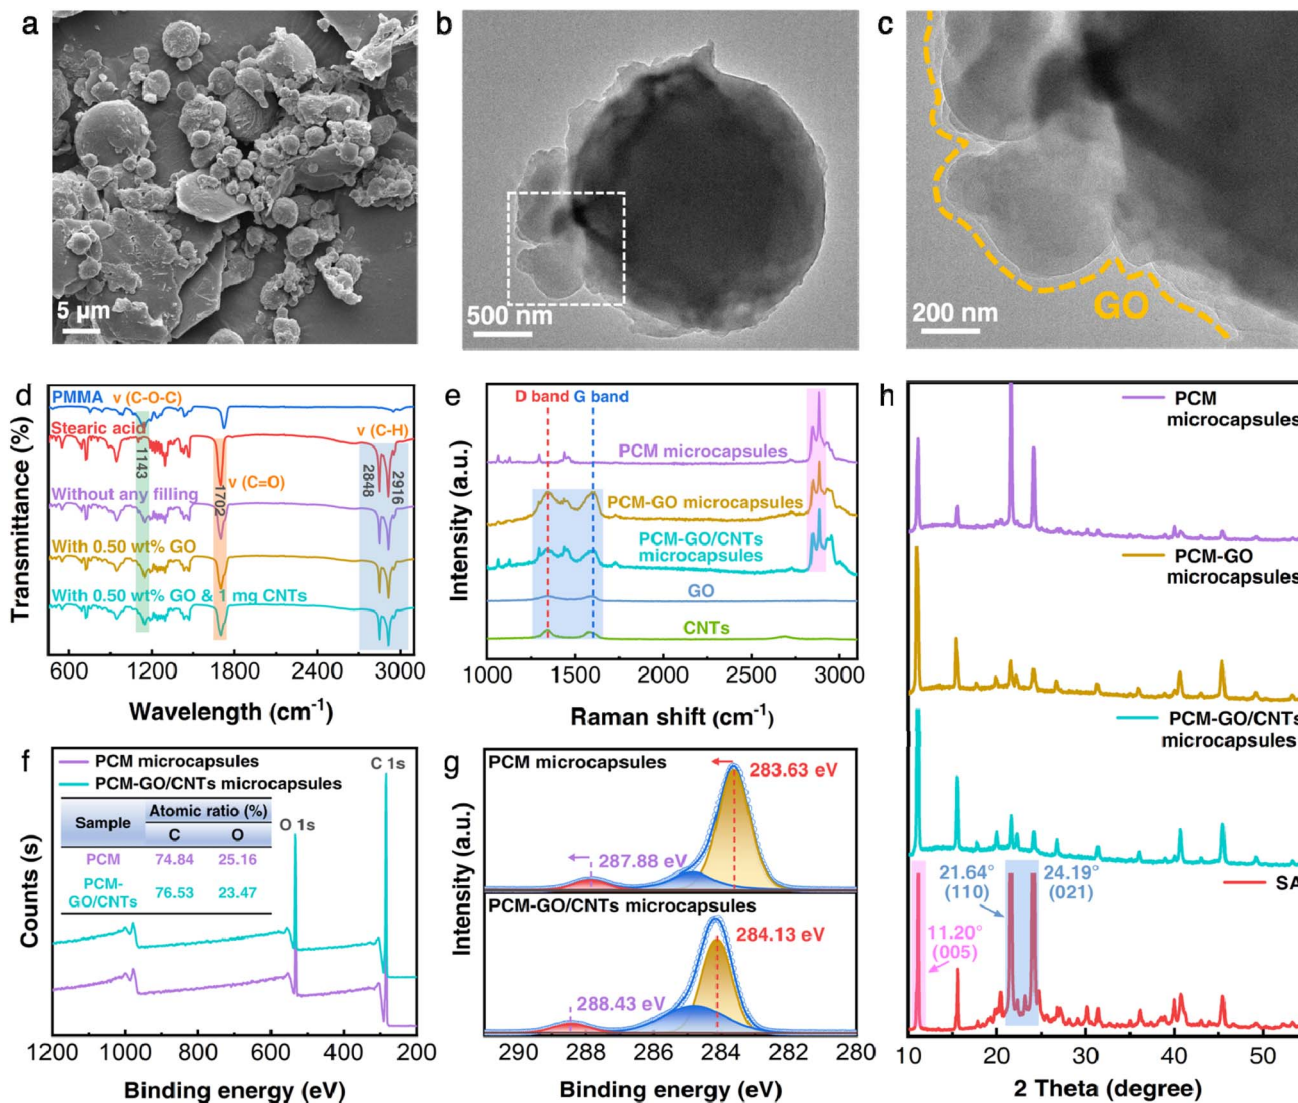 a
5 µm
b
500 nm
c
GO
200 nm
d
PMMA ν (C-O-C)
Stearic acid
ν (C-H)
1143
2848
2916
ν (C=O)
1702
Without any filling
With 0.50 wt% GO
With 0.50 wt% GO & 1 mg CNTs
Transmittance (%)
600 1200 1800 2400 3000
Wavelength (cm⁻¹)
e
D band G band
PCM microcapsules
PCM-GO microcapsules
PCM-GO/CNTs
microcapsules
GO
CNTs
Intensity (a.u.)
1000 1500 2000 2500 3000
Raman shift (cm⁻¹)
f
PCM microcapsules
PCM-GO/CNTs microcapsules
C 1s
O 1s
Sample Atomic ratio (%)
C O
PCM 74.84 25.16
PCM-
GO/CNTs 76.53 23.47
Counts (s)
1200 1000 800 600 400 200
Binding energy (eV)
g
PCM microcapsules
283.63 eV
287.88 eV
PCM-GO/CNTs microcapsules
284.13 eV
288.43 eV
Intensity (a.u.)
290 288 286 284 282 280
Binding energy (eV)
h
PCM
microcapsules
PCM-GO
microcapsules
PCM-GO/CNTs
microcapsules
21.64°
(110)
24.19°
(021)
SA
11.20°
(005)
10 20 30 40 50
2 Theta (degree)